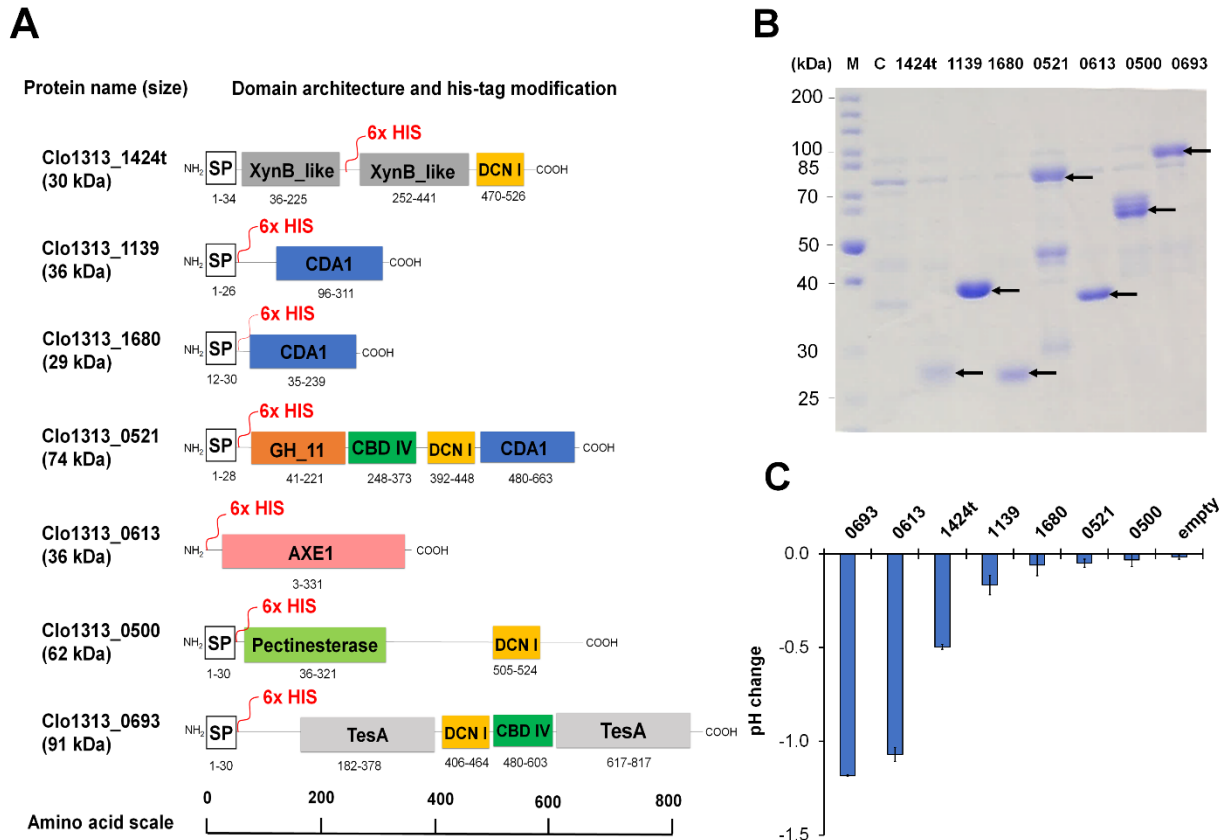 A
Protein name (size) Domain architecture and his-tag modification
6x HIS
Clo1313_1424t
(30 kDa)
NH2 SP XynB_like XynB_like DCN I COOH
1-34 36-225 252-441 470-526
6x HIS
Clo1313_1139
(36 kDa)
NH2 SP CDA1 COOH
1-26 96-311
6x HIS
Clo1313_1680
(29 kDa)
NH2 SP CDA1 COOH
12-30 35-239
6x HIS
Clo1313_0521
(74 kDa)
NH2 SP GH_11 CBD IV DCN I CDA1 COOH
1-28 41-221 248-373 392-448 480-663
6x HIS
Clo1313_0613
(36 kDa)
NH2 AXE1 COOH
3-331
6x HIS
Clo1313_0500
(62 kDa)
NH2 SP Pectinesterase DCN I COOH
1-30 36-321 505-524
6x HIS
Clo1313_0693
(91 kDa)
NH2 SP TesA DCN I CBD IV TesA COOH
1-30 182-378 406-464 480-603 617-817
0 200 400 600 800
Amino acid scale
B
(kDa) M C 1424t 1139 1680 0521 0613 0500 0693
200
100
85
70
50
40
30
25
C
0693 0613 1424t 1139 1680 0521 0500 empty
0.0
-0.5
-1.0
-1.5
pH change